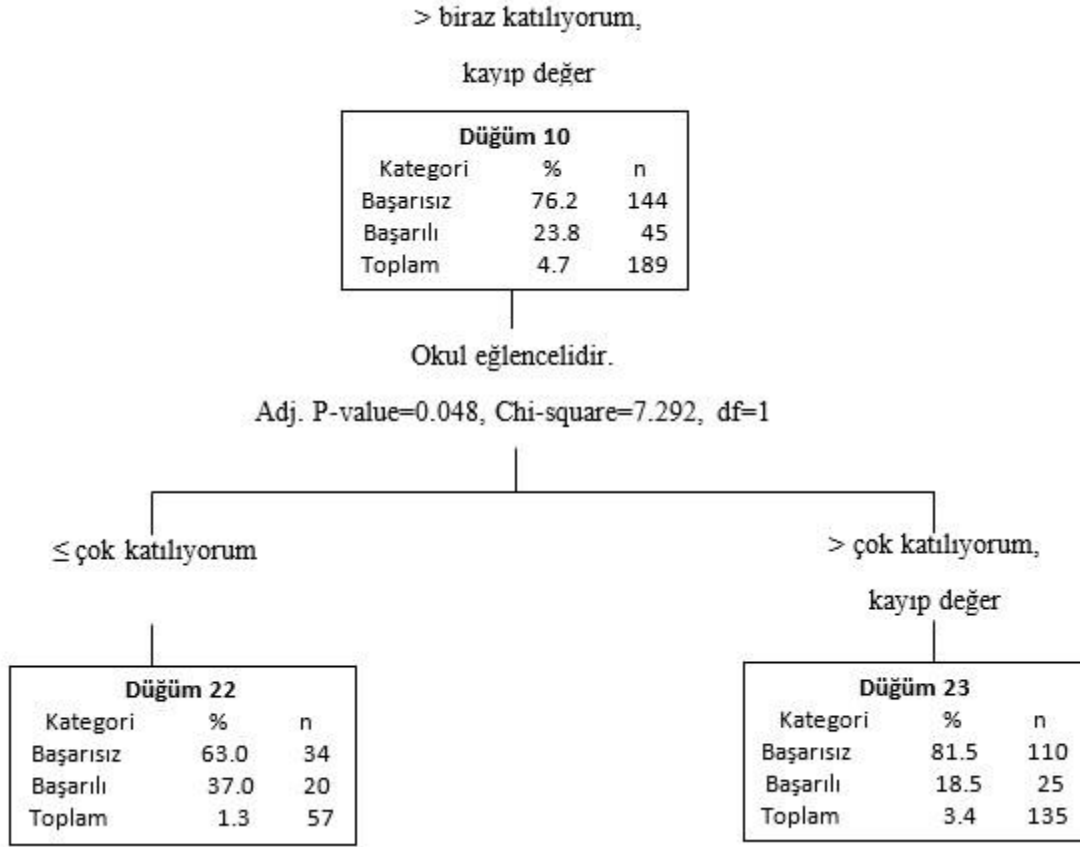 > biraz katılıyorum,
kayıp değer
Düğüm 10
Kategori % n
Başarısız 76.2 144
Başarılı 23.8 45
Toplam 4.7 189
Okul eğlencelidir.
Adj. P-value=0.048, Chi-square=7.292, df=1
≤ çok katılıyorum
> çok katılıyorum,
kayıp değer
Düğüm 22
Kategori % n
Başarısız 63.0 34
Başarılı 37.0 20
Toplam 1.3 57
Düğüm 23
Kategori % n
Başarısız 81.5 110
Başarılı 18.5 25
Toplam 3.4 135